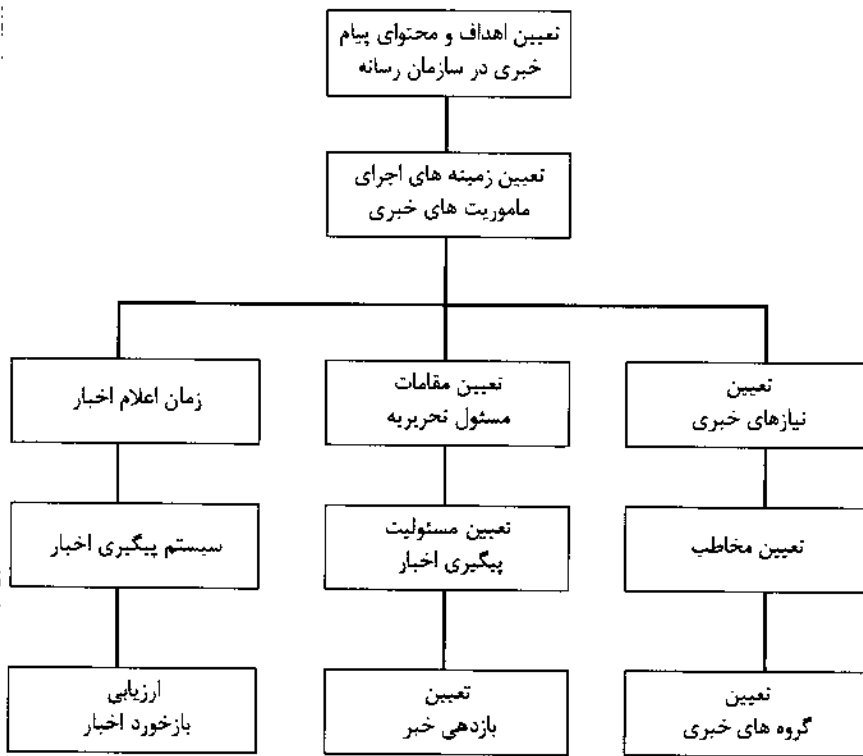 تعیین اهداف و محتوای پیام
خبری در سازمان رسانه
تعیین زمینه های اجرای
ماموریت های خبری
تعیین
نیازهای خبری
تعیین مقامات
مسئول تحریریه
زمان اعلام اخبار
تعیین مخاطب
تعیین مسئولیت
پیگیری اخبار
سیستم پیگیری اخبار
تعیین
گروه های خبری
تعیین
بازدهی خبر
ارزیابی
بازخورد اخبار